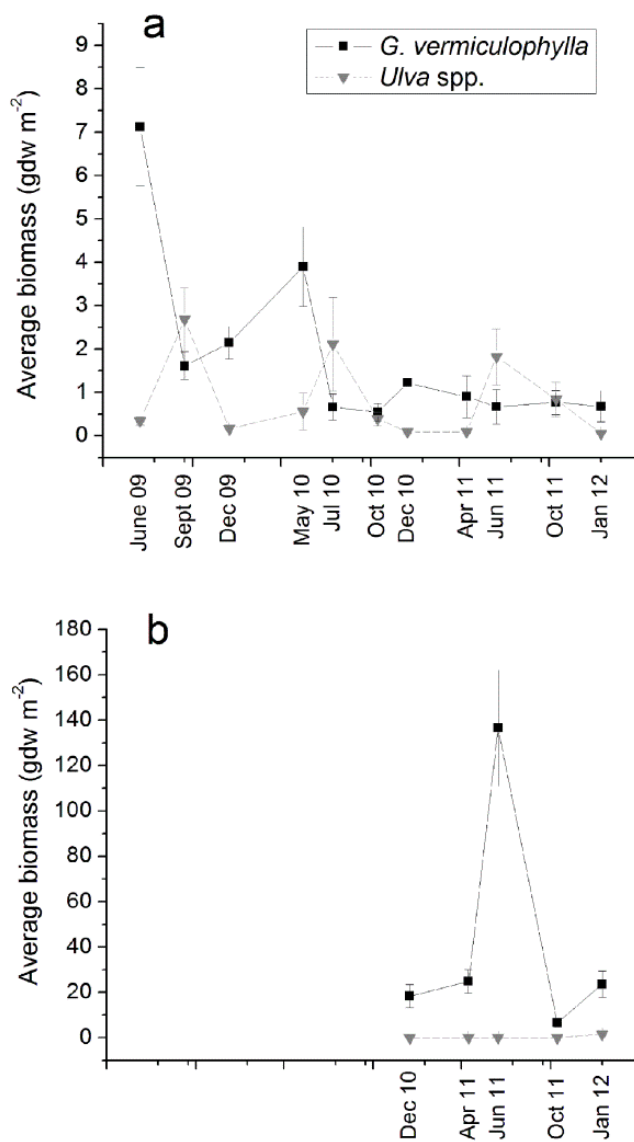 a
G. vermiculophylla
Ulva spp.
Average biomass (gdw m⁻²)
9
8
7
6
5
4
3
2
1
0
June 09
Sept 09
Dec 09
May 10
Jul 10
Oct 10
Dec 10
Apr 11
Jun 11
Oct 11
Jan 12
b
Average biomass (gdw m⁻²)
180
160
140
120
100
80
60
40
20
0
Dec 10
Apr 11
Jun 11
Oct 11
Jan 12